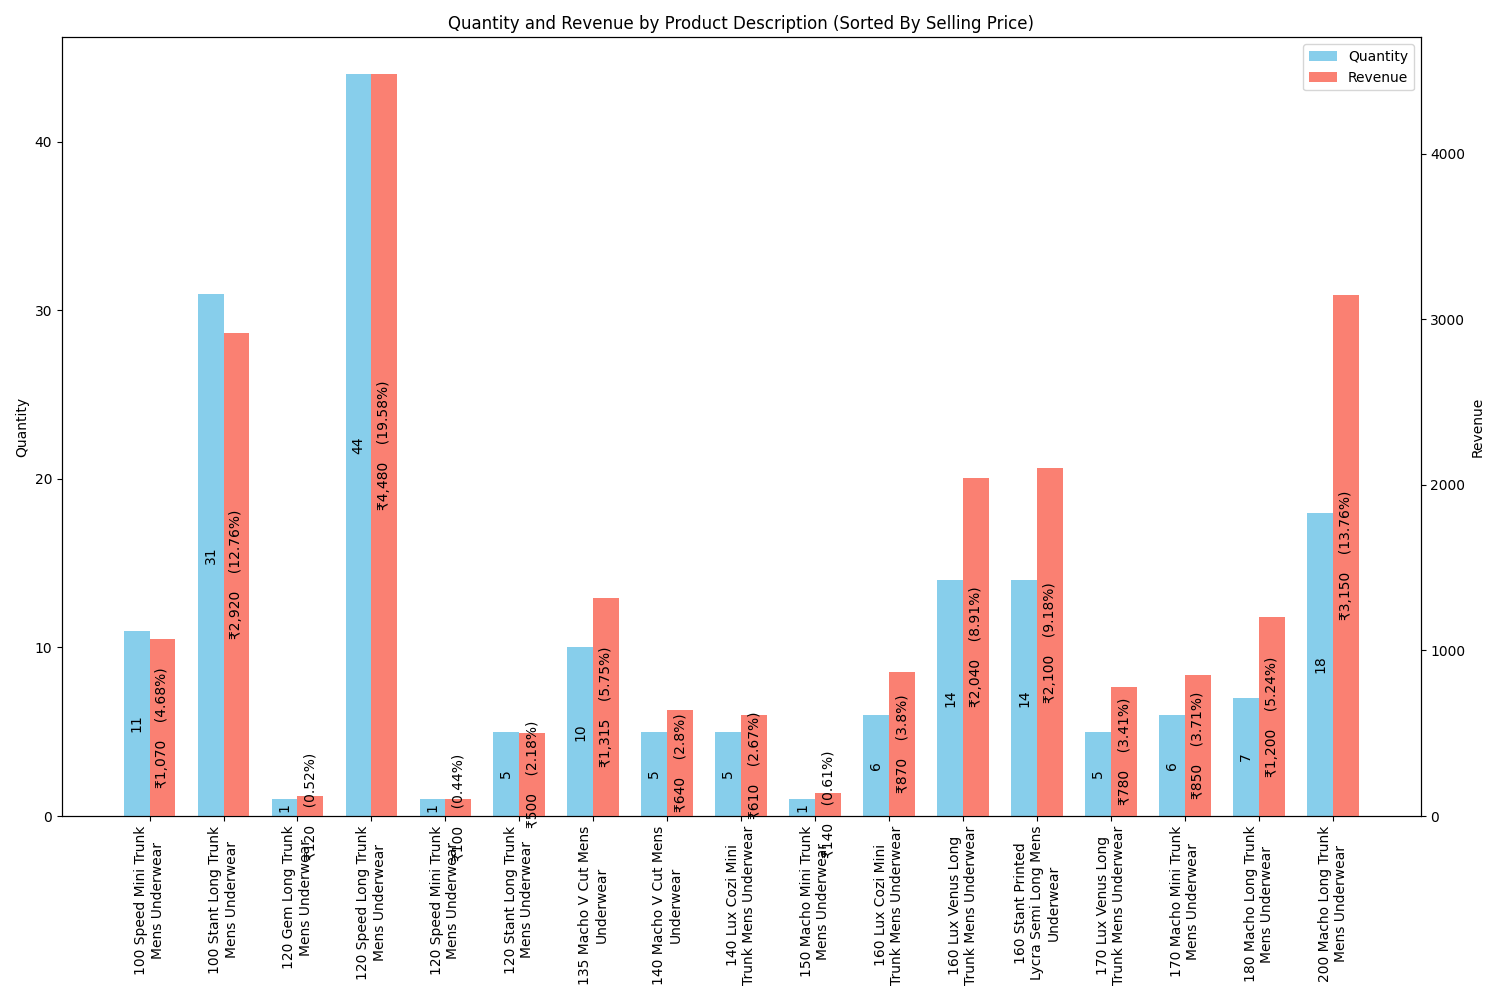 Quantity and Revenue by Product Description (Sorted By Selling Price)
Quantity
Revenue
Quantity
0
10
20
30
40
Revenue
0
1000
2000
3000
4000
11
₹1,070 (4.68%)
31
₹2,920 (12.76%)
1
₹120 (0.52%)
44
₹4,480 (19.58%)
1
₹100 (0.44%)
5
₹500 (2.18%)
10
₹1,315 (5.75%)
5
₹640 (2.8%)
5
₹610 (2.67%)
1
₹140 (0.61%)
6
₹870 (3.8%)
14
₹2,040 (8.91%)
14
₹2,100 (9.18%)
5
₹780 (3.41%)
6
₹850 (3.71%)
7
₹1,200 (5.24%)
18
₹3,150 (13.76%)
100 Speed Mini Trunk
Mens Underwear
100 Stant Long Trunk
Mens Underwear
120 Gem Long Trunk
Mens Underwear
120 Speed Long Trunk
Mens Underwear
120 Speed Mini Trunk
Mens Underwear
120 Stant Long Trunk
Mens Underwear
135 Macho V Cut Mens
Underwear
140 Macho V Cut Mens
Underwear
140 Lux Cozi Mini
Trunk Mens Underwear
150 Macho Mini Trunk
Mens Underwear
160 Lux Cozi Mini
Trunk Mens Underwear
160 Lux Venus Long
Trunk Mens Underwear
160 Stant Printed
Lycra Semi Long Mens
Underwear
170 Lux Venus Long
Trunk Mens Underwear
170 Macho Mini Trunk
Mens Underwear
180 Macho Long Trunk
Mens Underwear
200 Macho Long Trunk
Mens Underwear